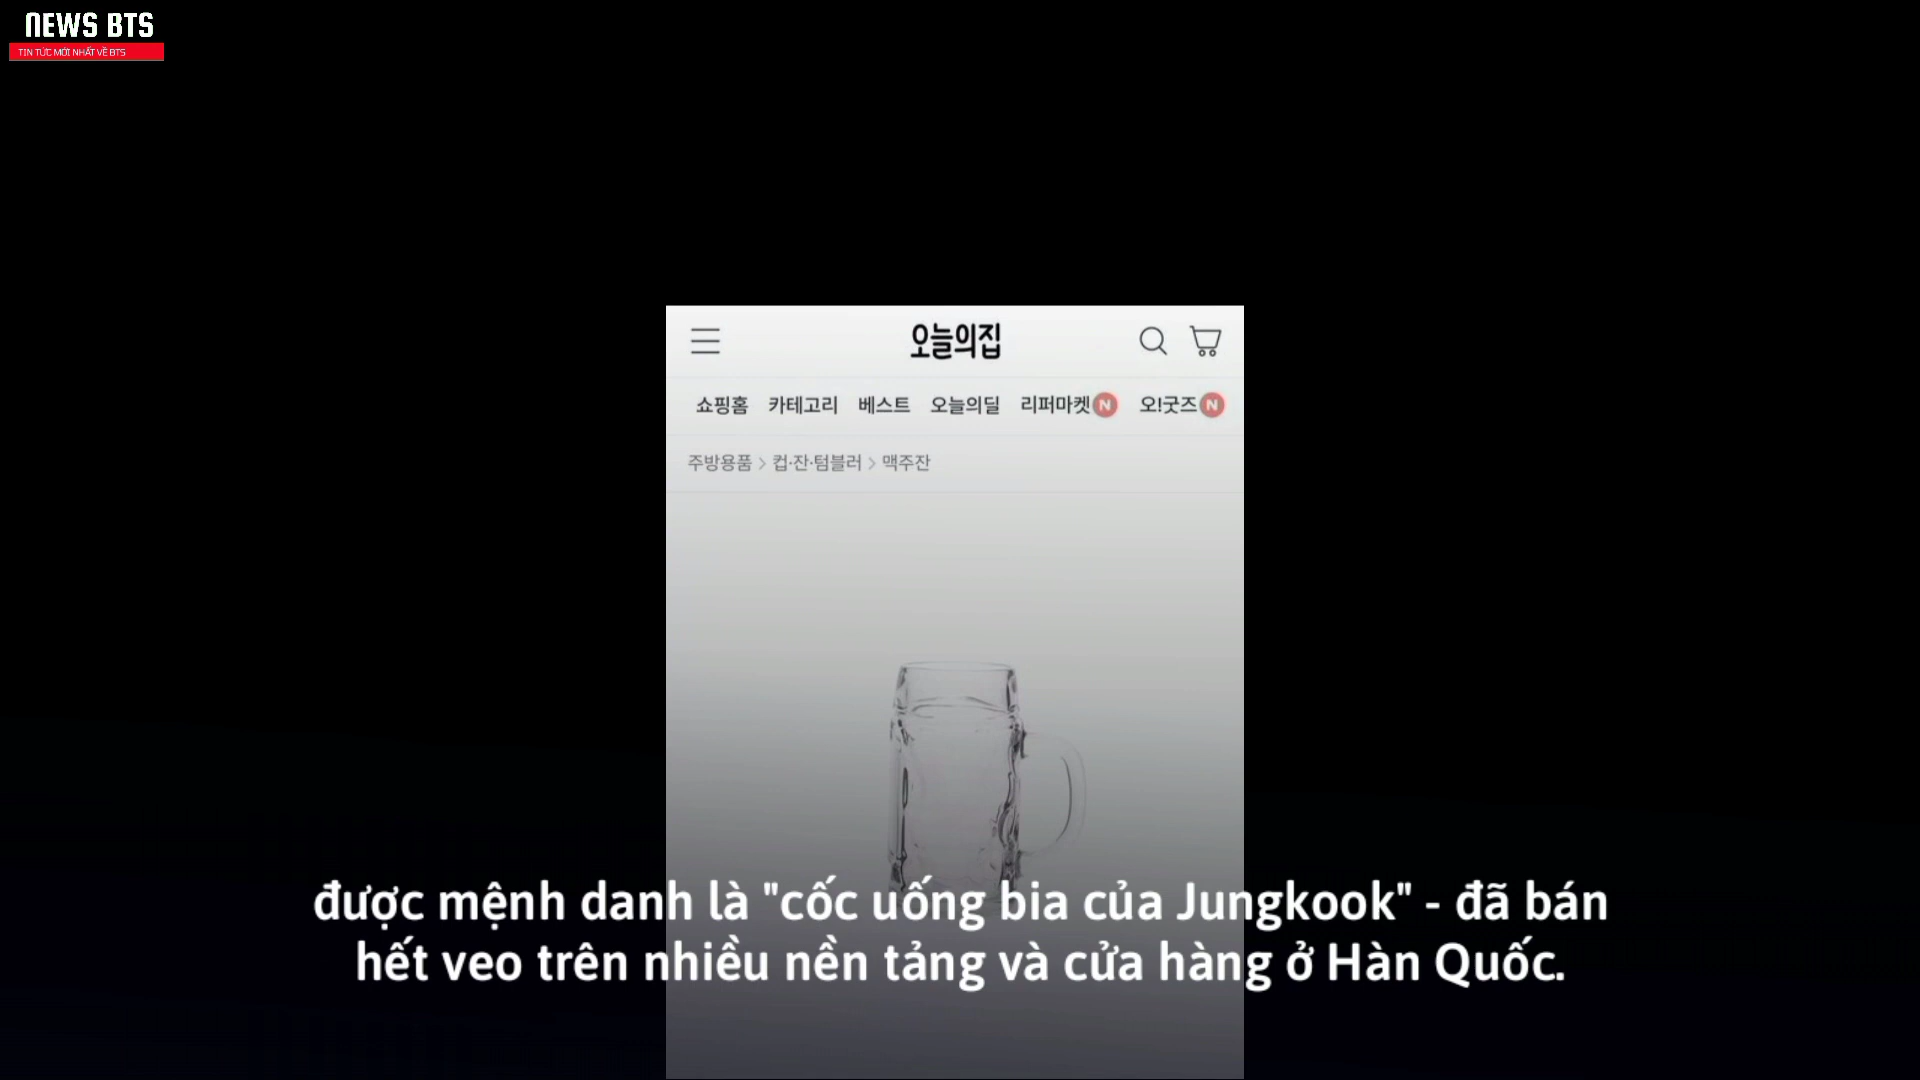 NEWS BTS
TIN TỨC MỚI NHẤT VỀ BTS
오늘의집
쇼핑홈 카테고리 베스트 오늘의딜 리퍼마켓 N 오!굿즈 N
주방용품 > 컵·잔·텀블러 > 맥주잔
được mệnh danh là "cốc uống bia của Jungkook" - đã bán
hết veo trên nhiều nền tảng và cửa hàng ở Hàn Quốc.